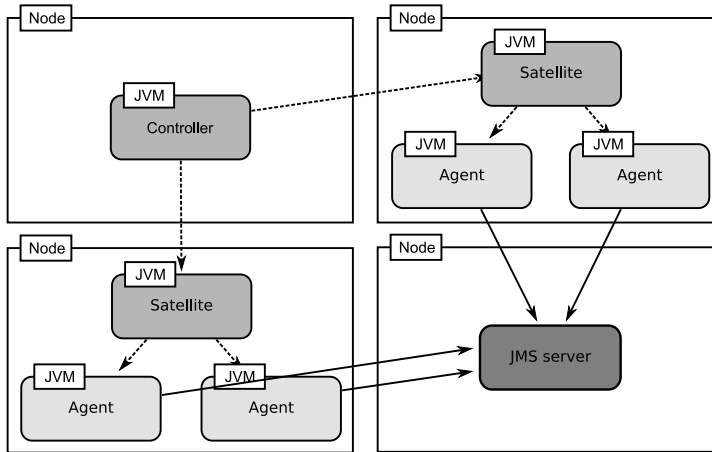 Node
JVM
Controller
Node
JVM
Satellite
JVM
Agent
JVM
Agent
Node
JVM
Satellite
JVM
Agent
JVM
Agent
Node
JMS server